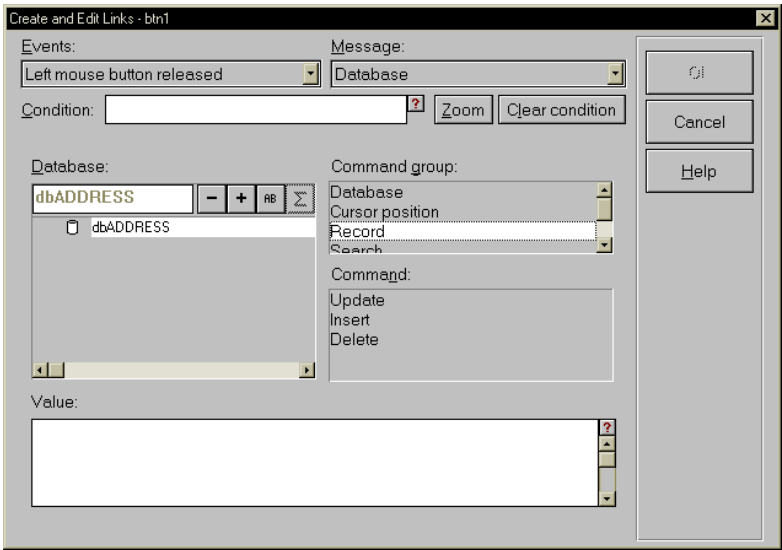 Create and Edit Links - btn1
Events:
Message:
Left mouse button released
Database
Condition:
?
Zoom
Clear condition
Cancel
Help
Database:
Command group:
dbADDRESS
- + AB Σ
dbADDRESS
Database
Cursor position
Record
Search
Command:
Update
Insert
Delete
Value:
?